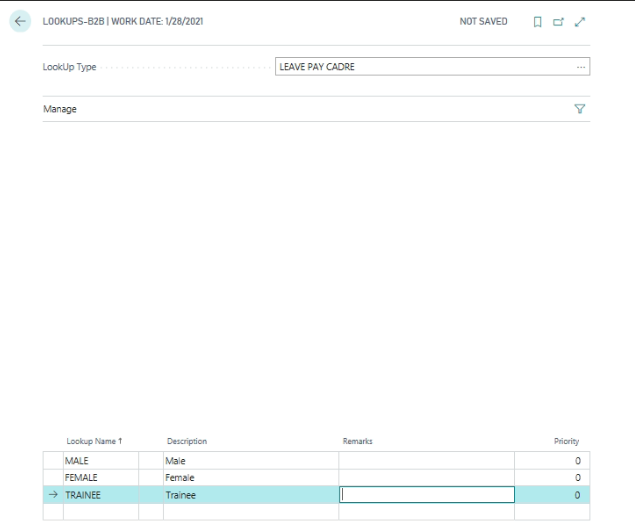 LOOKUPS-B2B | WORK DATE: 1/28/2021 NOT SAVED
LookUp Type LEAVE PAY CADRE ...
Manage
Lookup Name ↑ Description Remarks Priority
MALE Male 0
FEMALE Female 0
→ TRAINEE Trainee 0